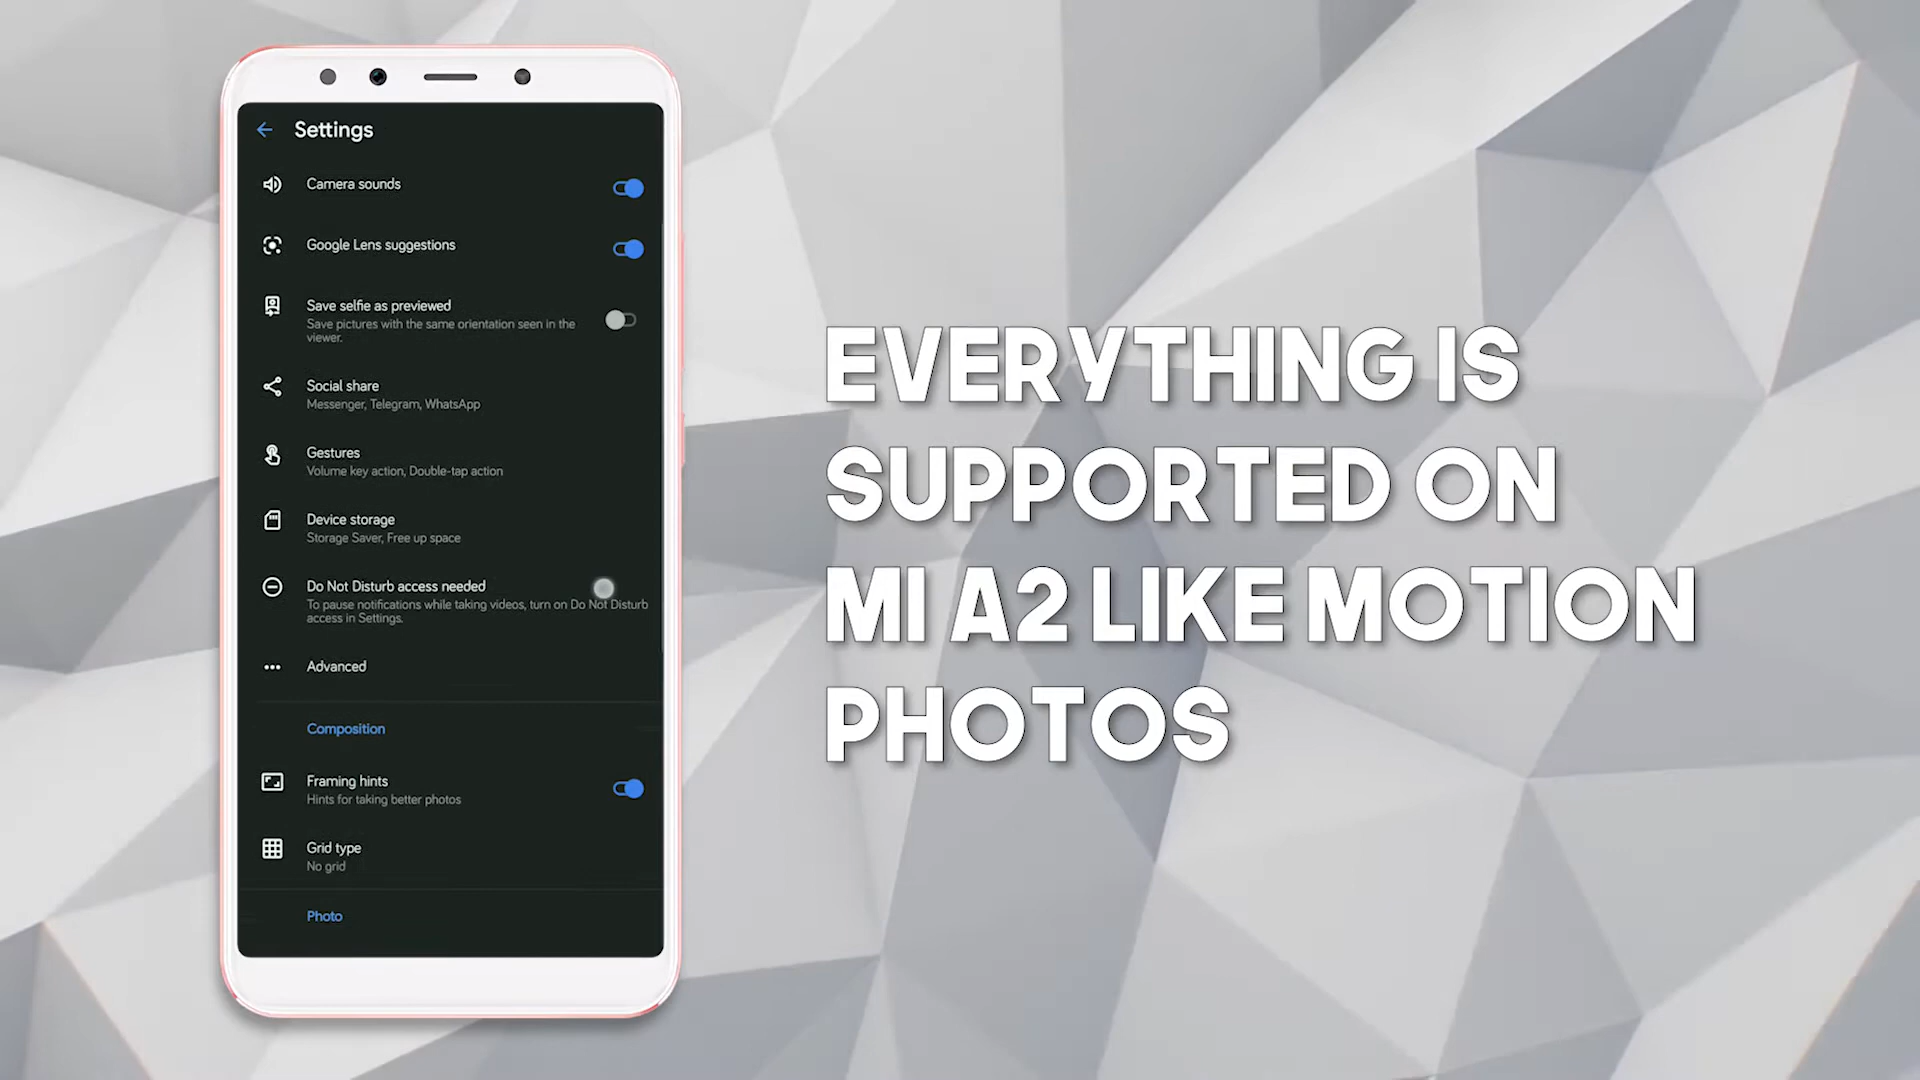 Settings
Camera sounds
Google Lens suggestions
Save selfie as previewed
Save pictures with the same orientation seen in the
viewer.
Social share
Messenger, Telegram, WhatsApp
Gestures
Volume key action, Double-tap action
Device storage
Storage Saver, Free up space
Do Not Disturb access needed
To pause notifications while taking videos, turn on Do Not Disturb
access in Settings.
Advanced
Composition
Framing hints
Hints for taking better photos
Grid type
No grid
Photo
EVERYTHING IS
SUPPORTED ON
MI A2 LIKE MOTION
PHOTOS